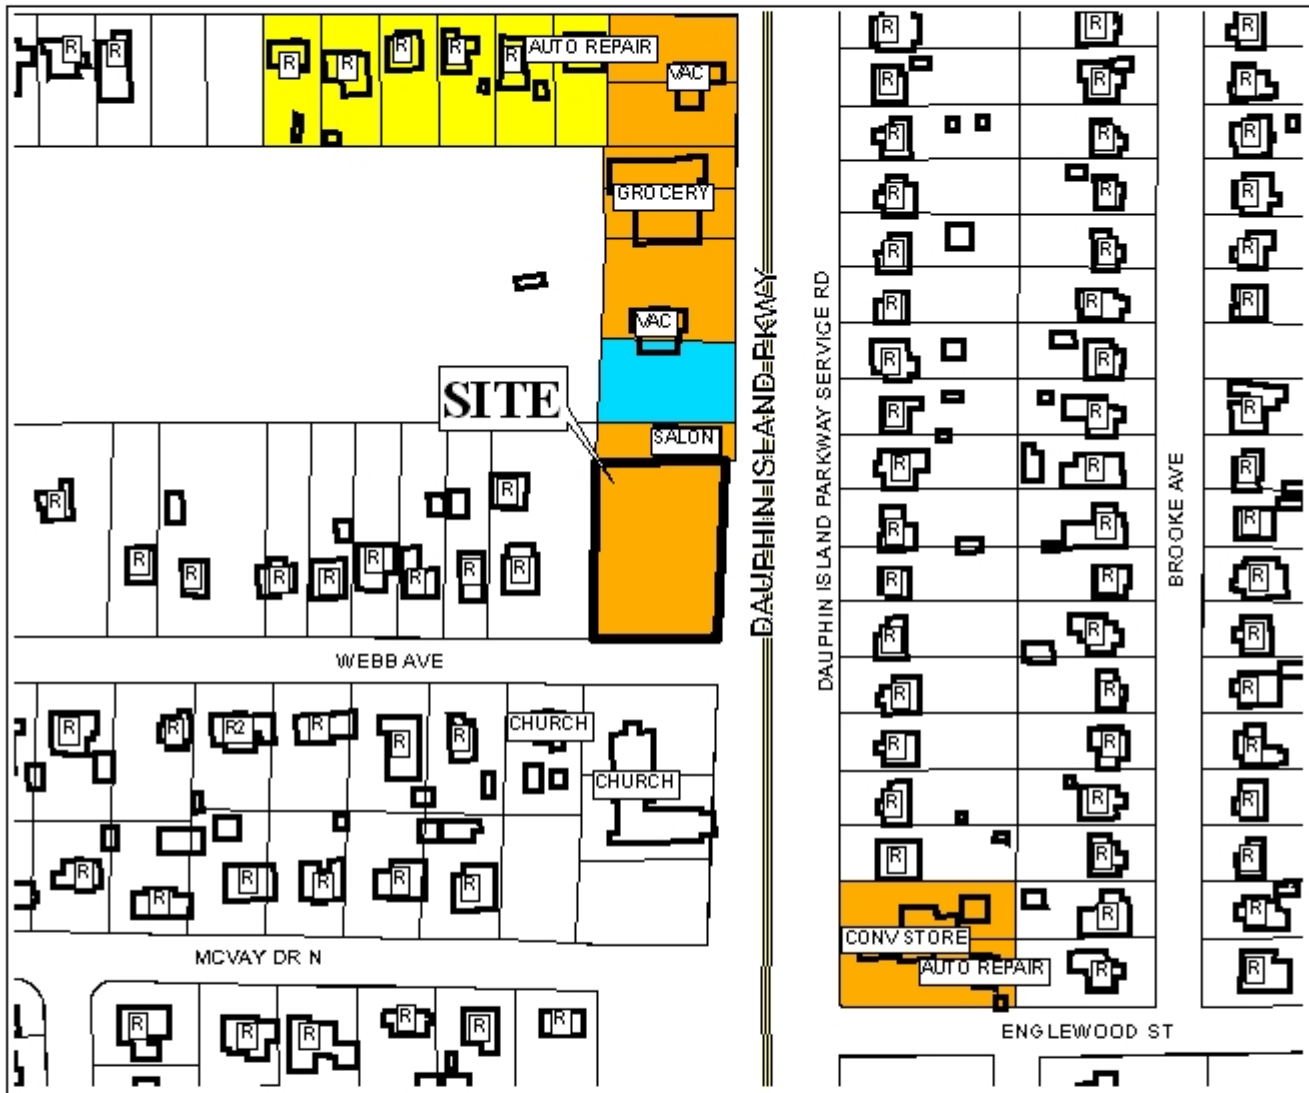 R R R R R R R AUTO REPAIR R R R
VAC R R R
R R R
GROCERY R R R
R R R
R R R
VAC
DAUPHIN ISLAND PKWY
DAUPHIN ISLAND PARKWAY SERVICE RD
BROOKE AVE
R R
SITE R R R
SALON R R R
R R R R R
R R R R R R R R R R R
WEBB AVE R R R
R R R
R R R2 R R R CHURCH R R R
CHURCH R R R
R R R R R R R R R
CONV STORE R R
AUTO REPAIR R R
MCVAY DR N
R R R R R R
ENGLEWOOD ST